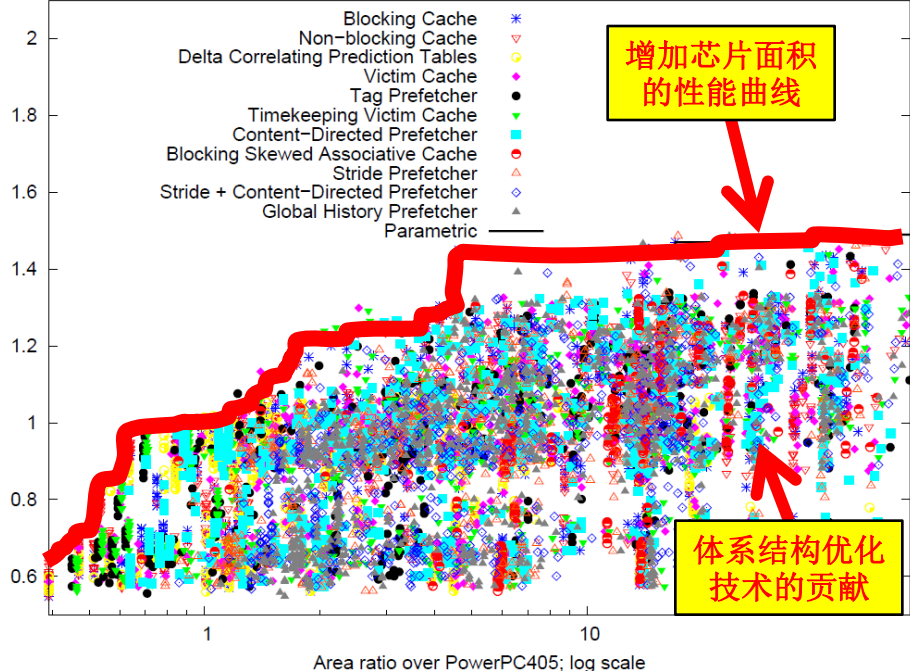 2
1.8
1.6
1.4
1.2
1
0.8
0.6
Blocking Cache
Non-blocking Cache
Delta Correlating Prediction Tables
Victim Cache
Tag Prefetcher
Timekeeping Victim Cache
Content-Directed Prefetcher
Blocking Skewed Associative Cache
Stride Prefetcher
Stride + Content-Directed Prefetcher
Global History Prefetcher
Parametric
增加芯片面积
的性能曲线
体系结构优化
技术的贡献
1
10
Area ratio over PowerPC405; log scale